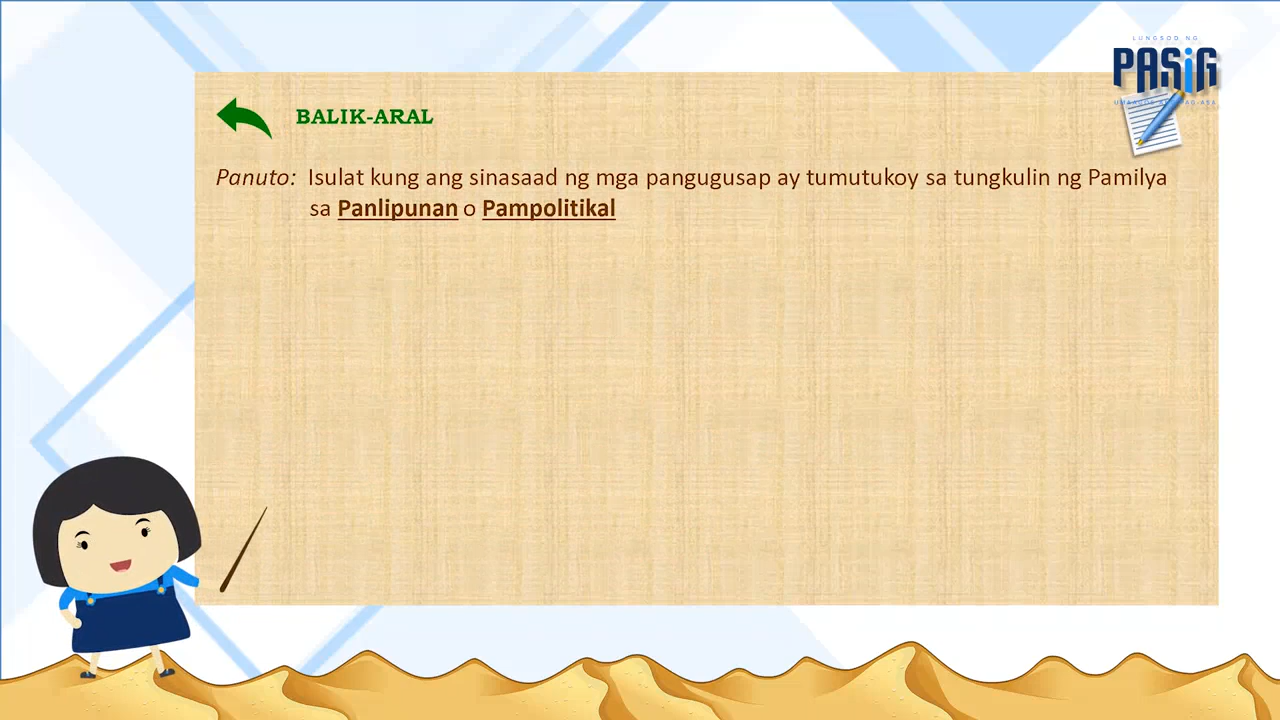 LUNGSOD NG
PASiG
BALIK-ARAL
Panuto: Isulat kung ang sinasaad ng mga pangugusap ay tumutukoy sa tungkulin ng Pamilya
sa Panlipunan o Pampolitikal